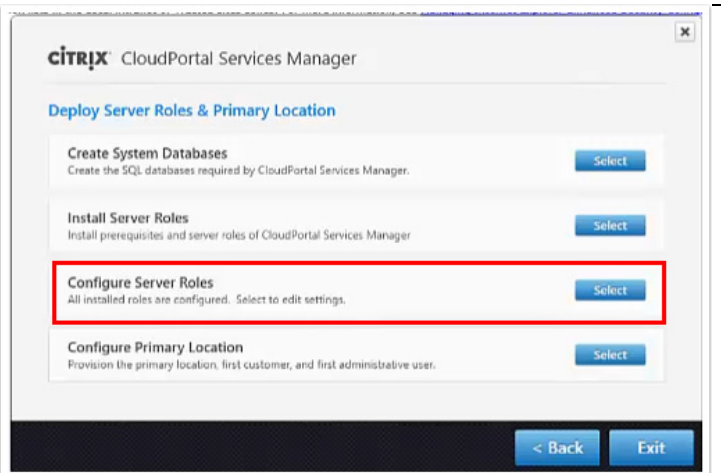 CİTRIX CloudPortal Services Manager
Deploy Server Roles & Primary Location
Create System Databases
Create the SQL databases required by CloudPortal Services Manager.
Select
Install Server Roles
Install prerequisites and server roles of CloudPortal Services Manager
Select
Configure Server Roles
All installed roles are configured. Select to edit settings.
Select
Configure Primary Location
Provision the primary location, first customer, and first administrative user.
Select
< Back
Exit